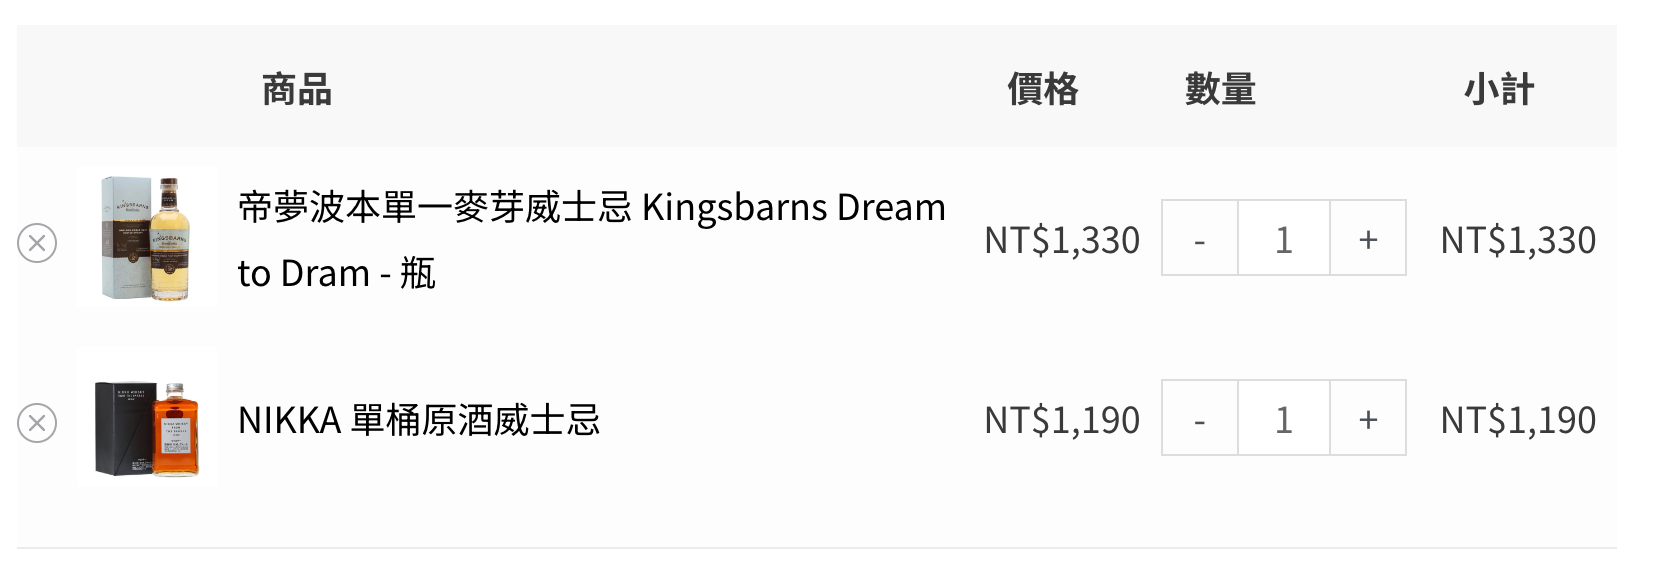 商品 價格 數量 小計
帝夢波本單一麥芽威士忌 Kingsbarns Dream
to Dram - 瓶
NT$1,330 - 1 + NT$1,330
NIKKA 單桶原酒威士忌 NT$1,190 - 1 + NT$1,190